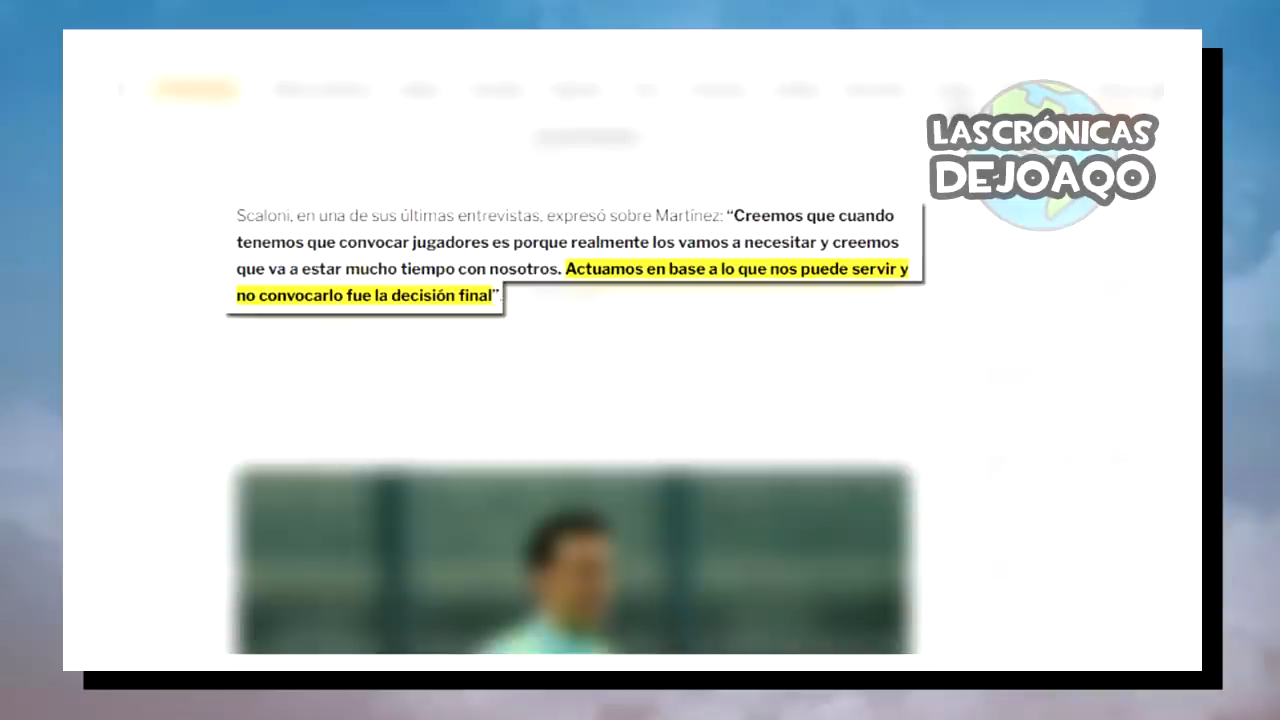 LASCRÓNICAS
DEJOAQO
Scaloni, en una de sus últimas entrevistas, expresó sobre Martínez: “Creemos que cuando
tenemos que convocar jugadores es porque realmente los vamos a necesitar y creemos
que va a estar mucho tiempo con nosotros. Actuamos en base a lo que nos puede servir y
no convocarlo fue la decisión final”.